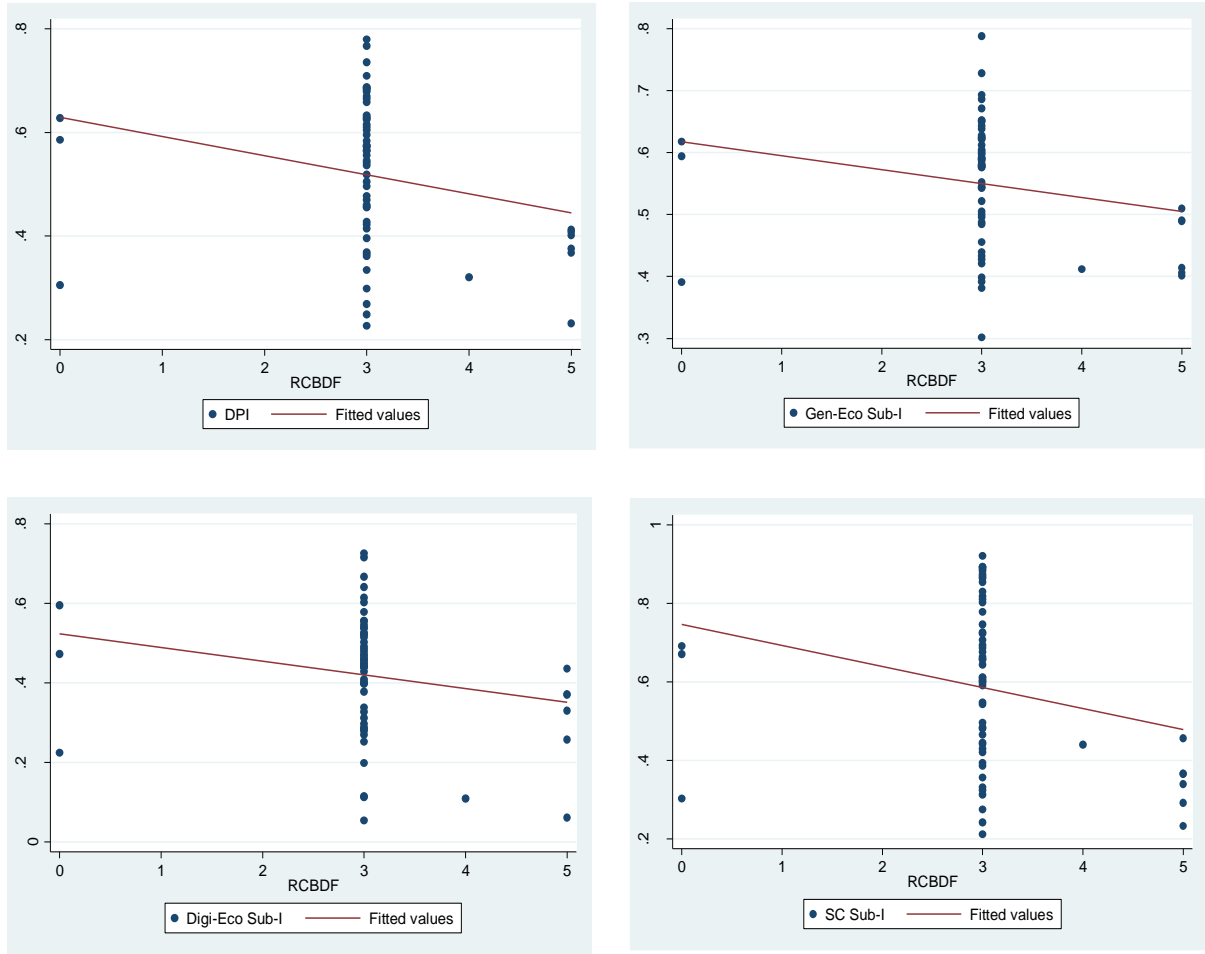 .8
.6
.4
.2
0 1 2 3 4 5
RCBDF
DPI Fitted values
.8
.7
.6
.5
.4
.3
0 1 2 3 4 5
RCBDF
Gen-Eco Sub-I Fitted values
.8
.6
.4
.2
0
0 1 2 3 4 5
RCBDF
Digi-Eco Sub-I Fitted values
1
.8
.6
.4
.2
0 1 2 3 4 5
RCBDF
SC Sub-I Fitted values